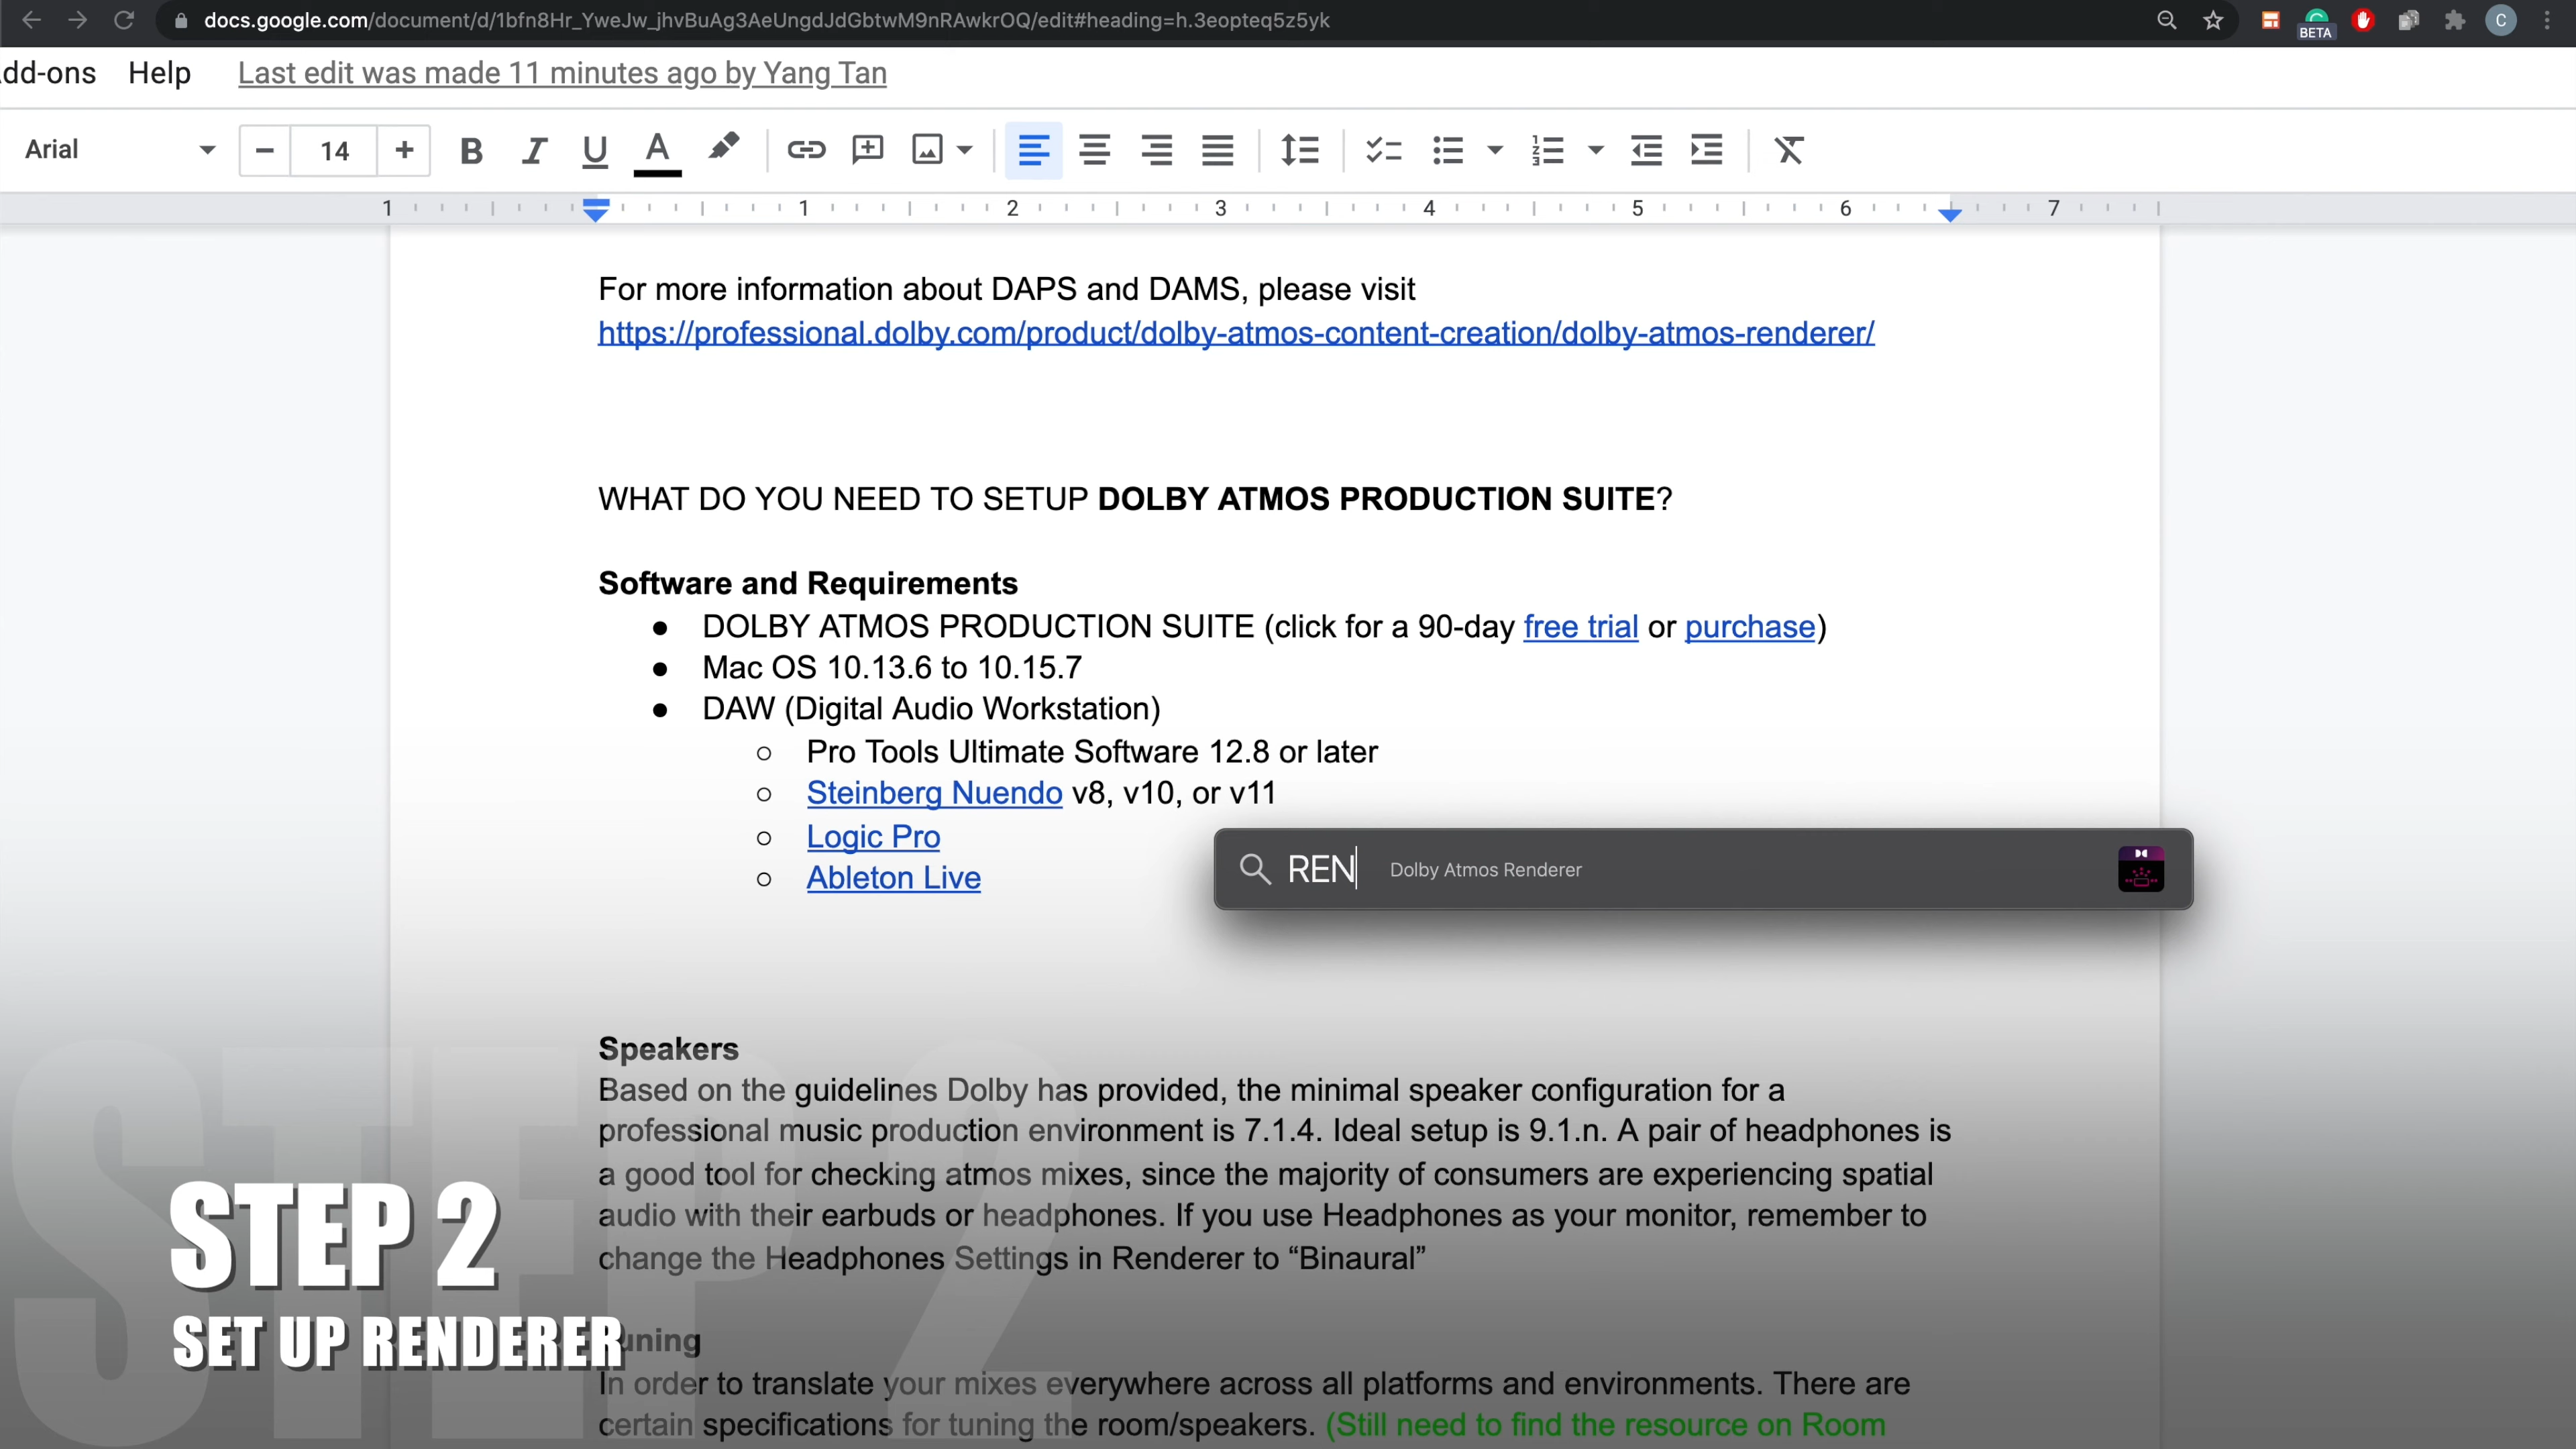 docs.google.com/document/d/1bfn8Hr_YweJw_jhvBuAg3AeUngdJdGbtwM9nRAwkrOQ/edit#heading=h.3eopteq5z5yk
BETA
C
dd-ons Help Last edit was made 11 minutes ago by Yang Tan
Arial 14
1 1 2 3 4 5 6 7
For more information about DAPS and DAMS, please visit
https://professional.dolby.com/product/dolby-atmos-content-creation/dolby-atmos-renderer/
WHAT DO YOU NEED TO SETUP DOLBY ATMOS PRODUCTION SUITE?
Software and Requirements
● DOLBY ATMOS PRODUCTION SUITE (click for a 90-day free trial or purchase)
● Mac OS 10.13.6 to 10.15.7
● DAW (Digital Audio Workstation)
○ Pro Tools Ultimate Software 12.8 or later
○ Steinberg Nuendo v8, v10, or v11
○ Logic Pro
○ Ableton Live
REN Dolby Atmos Renderer
Speakers
Based on the guidelines Dolby has provided, the minimal speaker configuration for a
professional music production environment is 7.1.4. Ideal setup is 9.1.n. A pair of headphones is
a good tool for checking atmos mixes, since the majority of consumers are experiencing spatial
audio with their earbuds or headphones. If you use Headphones as your monitor, remember to
change the Headphones Settings in Renderer to “Binaural”
STEP 2
STEP 2
SET UP RENDERER
uning
In order to translate your mixes everywhere across all platforms and environments. There are
certain specifications for tuning the room/speakers. (Still need to find the resource on Room